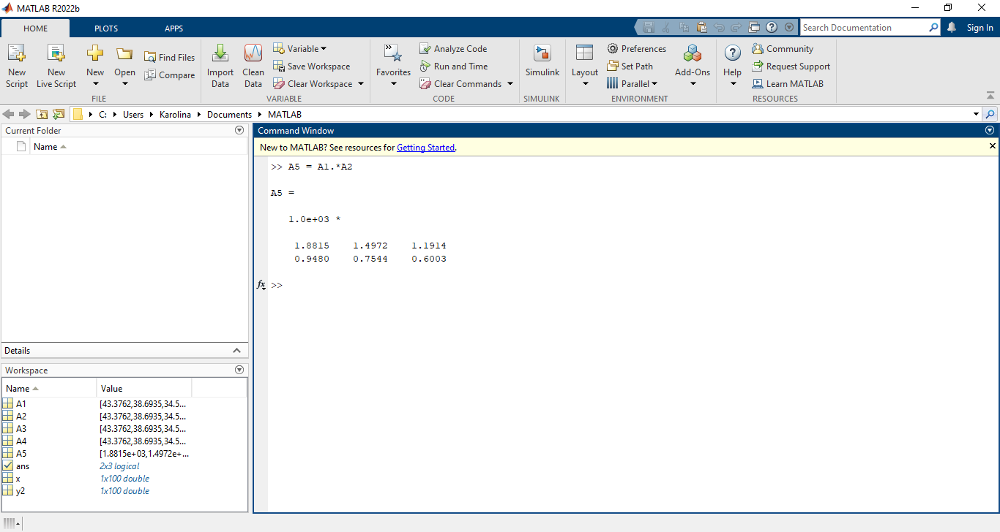 MATLAB R2022b
HOME PLOTS APPS
Search Documentation
Sign In
New Script
New Live Script
New
Open
Find Files
Compare
FILE
Import Data
Clean Data
Variable
Save Workspace
Clear Workspace
VARIABLE
Favorites
Analyze Code
Run and Time
Clear Commands
CODE
Simulink
SIMULINK
Layout
Preferences
Set Path
Parallel
Add-Ons
ENVIRONMENT
Help
Community
Request Support
Learn MATLAB
RESOURCES
C: Users Karolina Documents MATLAB
Current Folder
Name
Details
Workspace
Name Value
A1 [43.3762,38.6935,34.5...
A2 [43.3762,38.6935,34.5...
A3 [43.3762,38.6935,34.5...
A4 [43.3762,38.6935,34.5...
A5 [1.8815e+03,1.4972e+...
ans 2x3 logical
x 1x100 double
y2 1x100 double
Command Window
New to MATLAB? See resources for Getting Started.
>> A5 = A1.*A2
A5 =
1.0e+03 *
1.8815 1.4972 1.1914
0.9480 0.7544 0.6003
fx >>